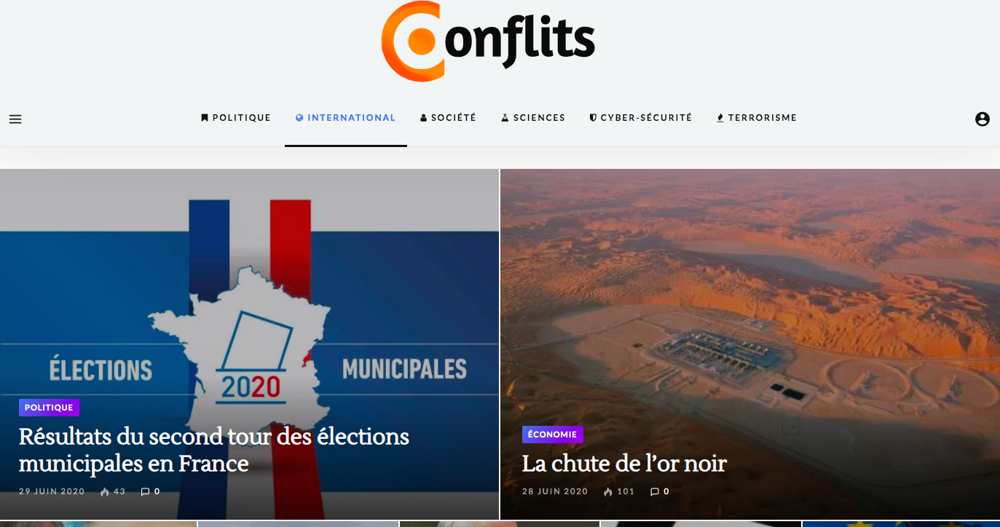 Conflits
POLITIQUE
INTERNATIONAL
SOCIÉTÉ
SCIENCES
CYBER-SÉCURITÉ
TERRORISME
ÉLECTIONS
MUNICIPALES
2020
POLITIQUE
Résultats du second tour des élections
municipales en France
29 JUIN 2020 43 0
ÉCONOMIE
La chute de l’or noir
28 JUIN 2020 101 0